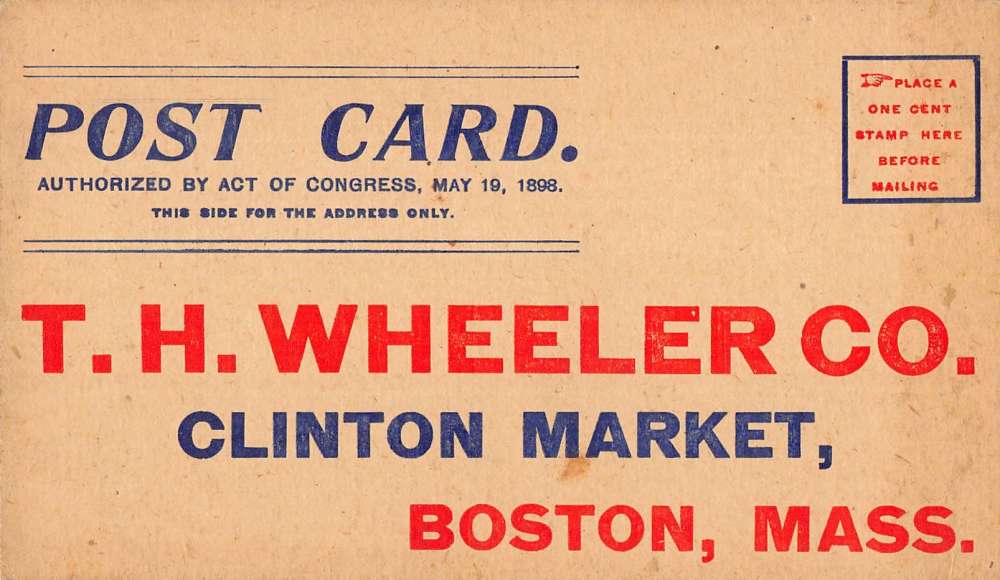 POST CARD.
AUTHORIZED BY ACT OF CONGRESS, MAY 19, 1898.
THIS SIDE FOR THE ADDRESS ONLY.
PLACE A
ONE CENT
STAMP HERE
BEFORE
MAILING
T. H. WHEELER CO.
CLINTON MARKET,
BOSTON, MASS.